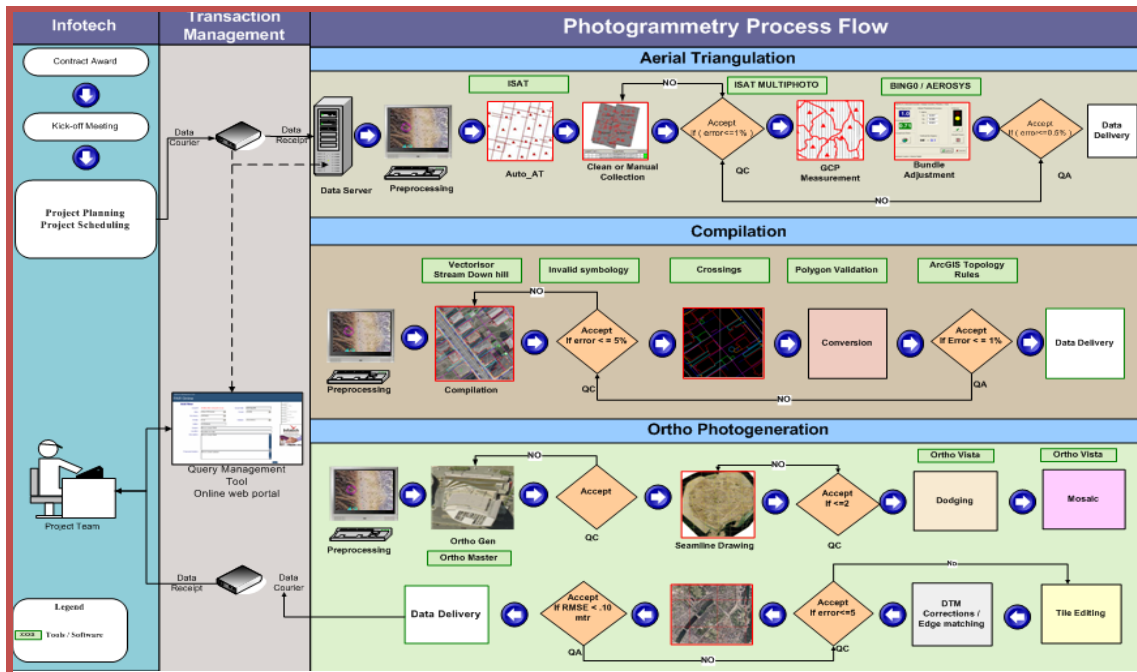 Infotech
Transaction
Management
Photogrammetry Process Flow
Contract Award
Kick-off Meeting
Project Planning
Project Scheduling
Data
Courier
Data
Receipt
Aerial Triangulation
ISAT
NO
ISAT MULTIPHOTO
BING0 / AEROSYS
Data Server
Preprocessing
Auto_AT
Clean or Manual
Collection
Accept
If ( error<=1% )
QC
GCP
Measurement
Bundle
Adjustment
Accept
If ( error<=0.5% )
QA
Data
Delivery
NO
Compilation
Vectorisor
Stream Down hill
Invalid symbology
Crossings
Polygon Validation
ArcGIS Topology
Rules
NO
Preprocessing
Compilation
Accept
If error < = 5%
QC
Conversion
Accept
If Error < = 1%
QA
Data Delivery
NO
Query Management
Tool
Online web portal
Project Team
Ortho Photogeneration
NO
NO
Ortho Vista
Ortho Vista
Preprocessing
Ortho Gen
Ortho Master
Accept
QC
Seamline Drawing
Accept
If <=2
QC
Dodging
Mosaic
Data
Receipt
Data
Courier
Data Delivery
Accept
If RMSE < .10
mtr
QA
NO
Accept
If error<=5
QC
No
DTM
Corrections /
Edge matching
Tile Editing
Legend
Tools / Software